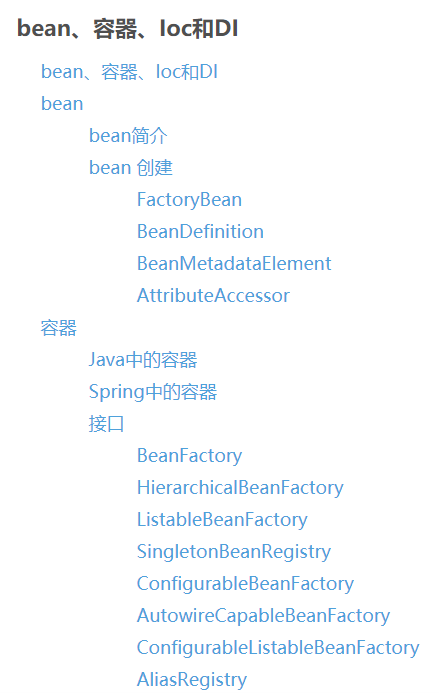 bean、容器、Ioc和DI
bean、容器、Ioc和DI
bean
bean简介
bean 创建
FactoryBean
BeanDefinition
BeanMetadataElement
AttributeAccessor
容器
Java中的容器
Spring中的容器
接口
BeanFactory
HierarchicalBeanFactory
ListableBeanFactory
SingletonBeanRegistry
ConfigurableBeanFactory
AutowireCapableBeanFactory
ConfigurableListableBeanFactory
AliasRegistry